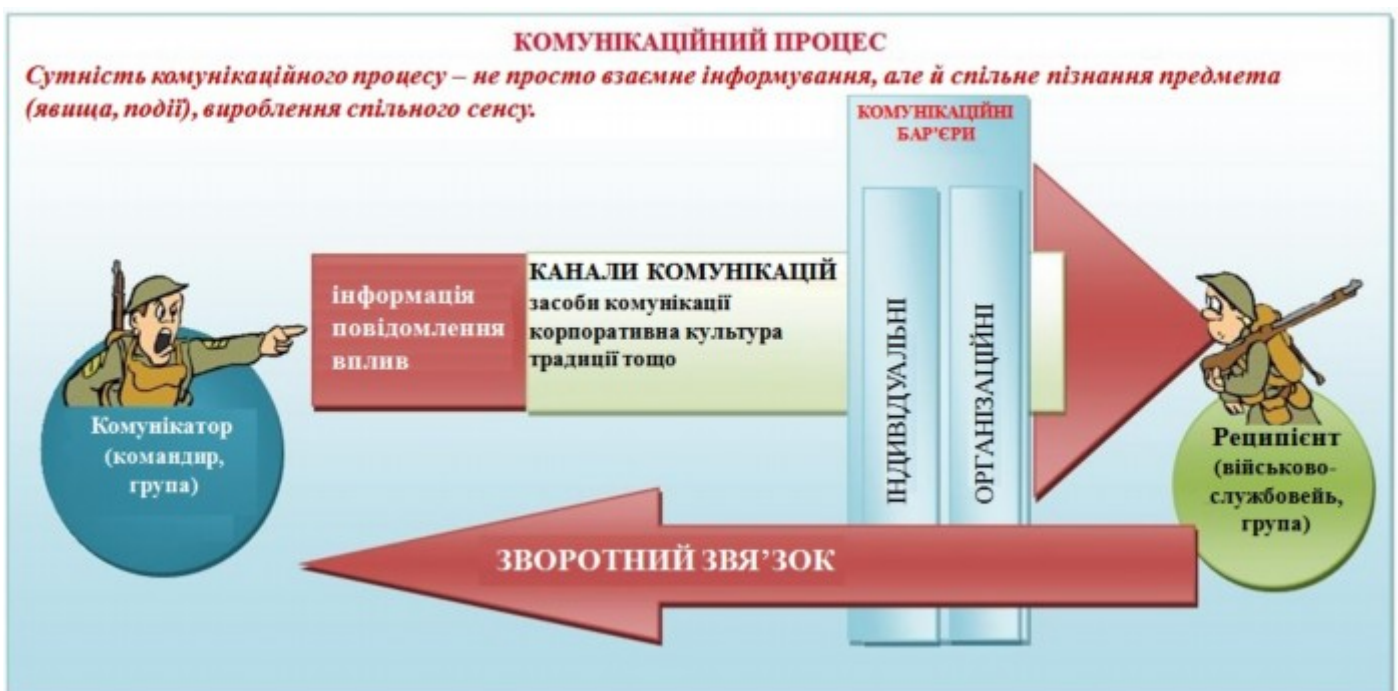 КОМУНІКАЦІЙНИЙ ПРОЦЕС
Сутність комунікаційного процесу – не просто взаємне інформування, але й спільне пізнання предмета
(явища, події), вироблення спільного сенсу.
КОМУНІКАЦІЙНІ
БАР’ЄРИ
ІНДИВІДУАЛЬНІ
ОРГАНІЗАЦІЙНІ
інформація
повідомлення
вплив
КАНАЛИ КОМУНІКАЦІЙ
засоби комунікації
корпоративна культура
традиції тощо
Комунікатор
(командир,
група)
Реципієнт
(військово-
службовейь,
група)
ЗВОРОТНИЙ ЗВЯ’ЗОК